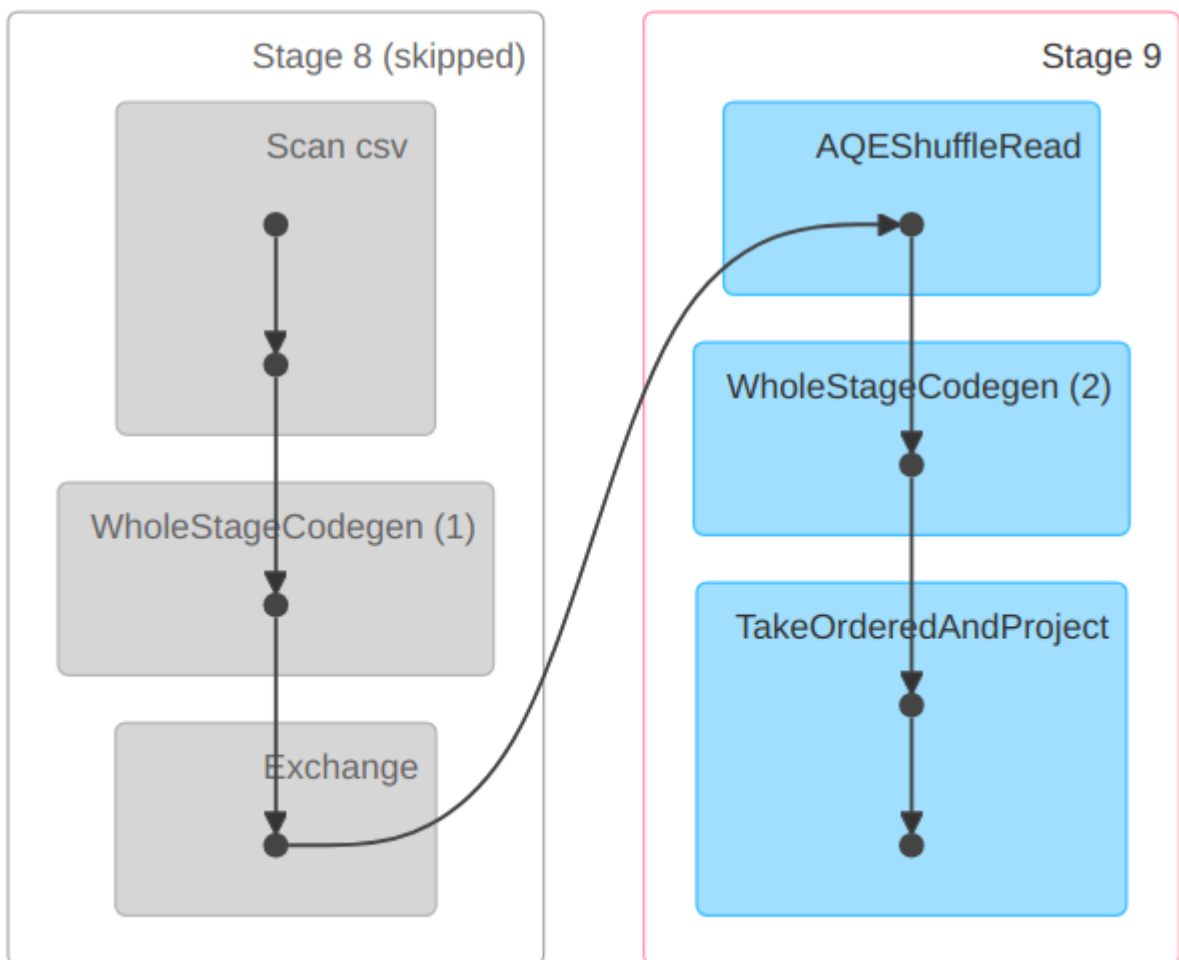 Stage 8 (skipped)
Scan csv
WholeStageCodegen (1)
Exchange
Stage 9
AQEShuffleRead
WholeStageCodegen (2)
TakeOrderedAndProject